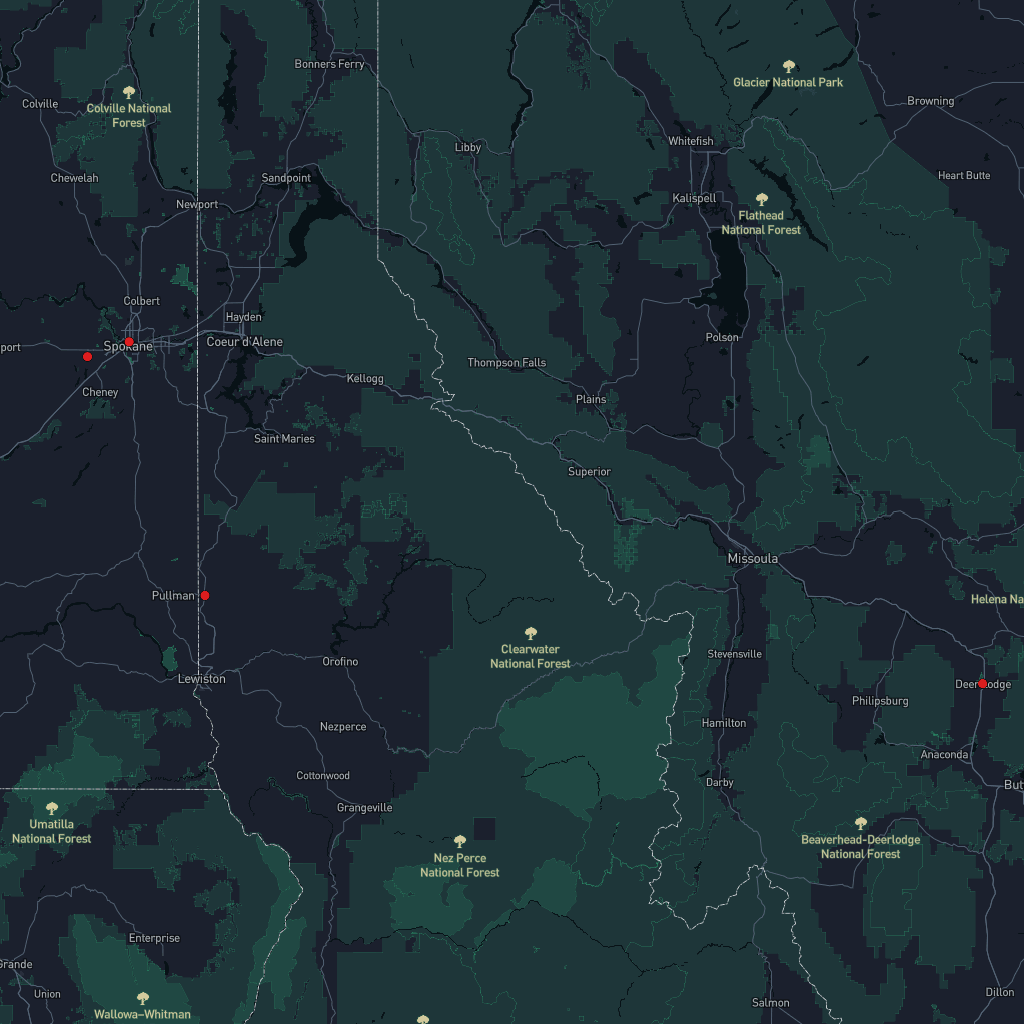 Bonners Ferry
Glacier National Park
Colville
Colville National
Forest
Browning
Libby
Whitefish
Chewelah
Sandpoint
Heart Butte
Newport
Kalispell
Flathead
National Forest
Colbert
Hayden
port
Spokane
Coeur d'Alene
Polson
Thompson Falls
Kellogg
Cheney
Plains
Saint Maries
Superior
Missoula
Pullman
Helena Na
Clearwater
National Forest
Stevensville
Orofino
Lewiston
Deer Lodge
Philipsburg
Nezperce
Hamilton
Anaconda
Cottonwood
Darby
But
Grangeville
Umatilla
National Forest
Beaverhead-Deerlodge
National Forest
Nez Perce
National Forest
Enterprise
Grande
Union
Dillon
Salmon
Wallowa–Whitman